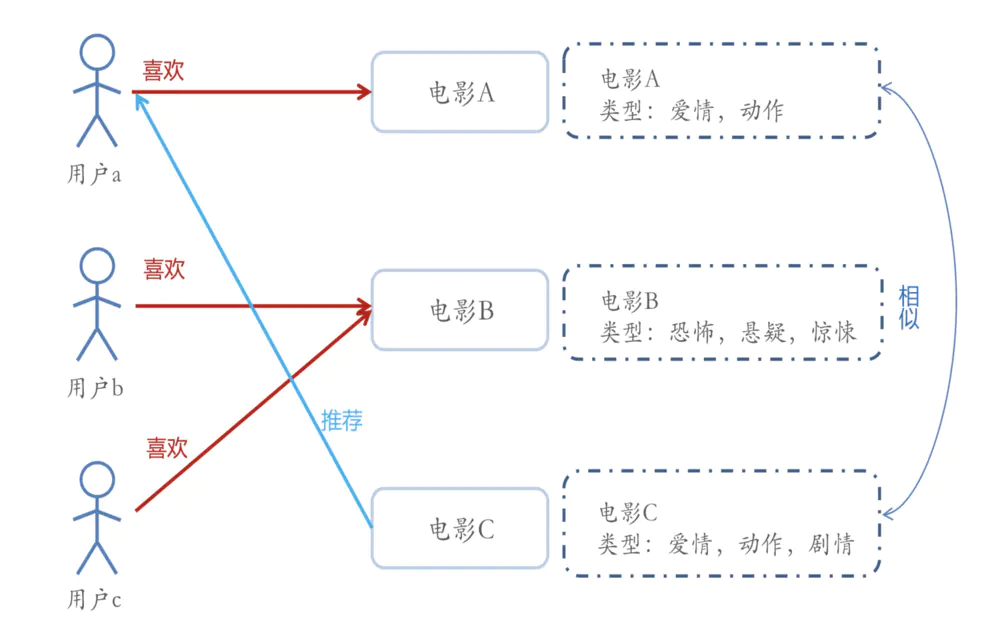 喜欢
电影A
电影A
类型：爱情，动作
用户a
喜欢
电影B
电影B
类型：恐怖，悬疑，惊悚
相似
用户b
推荐
喜欢
电影C
电影C
类型：爱情，动作，剧情
用户c